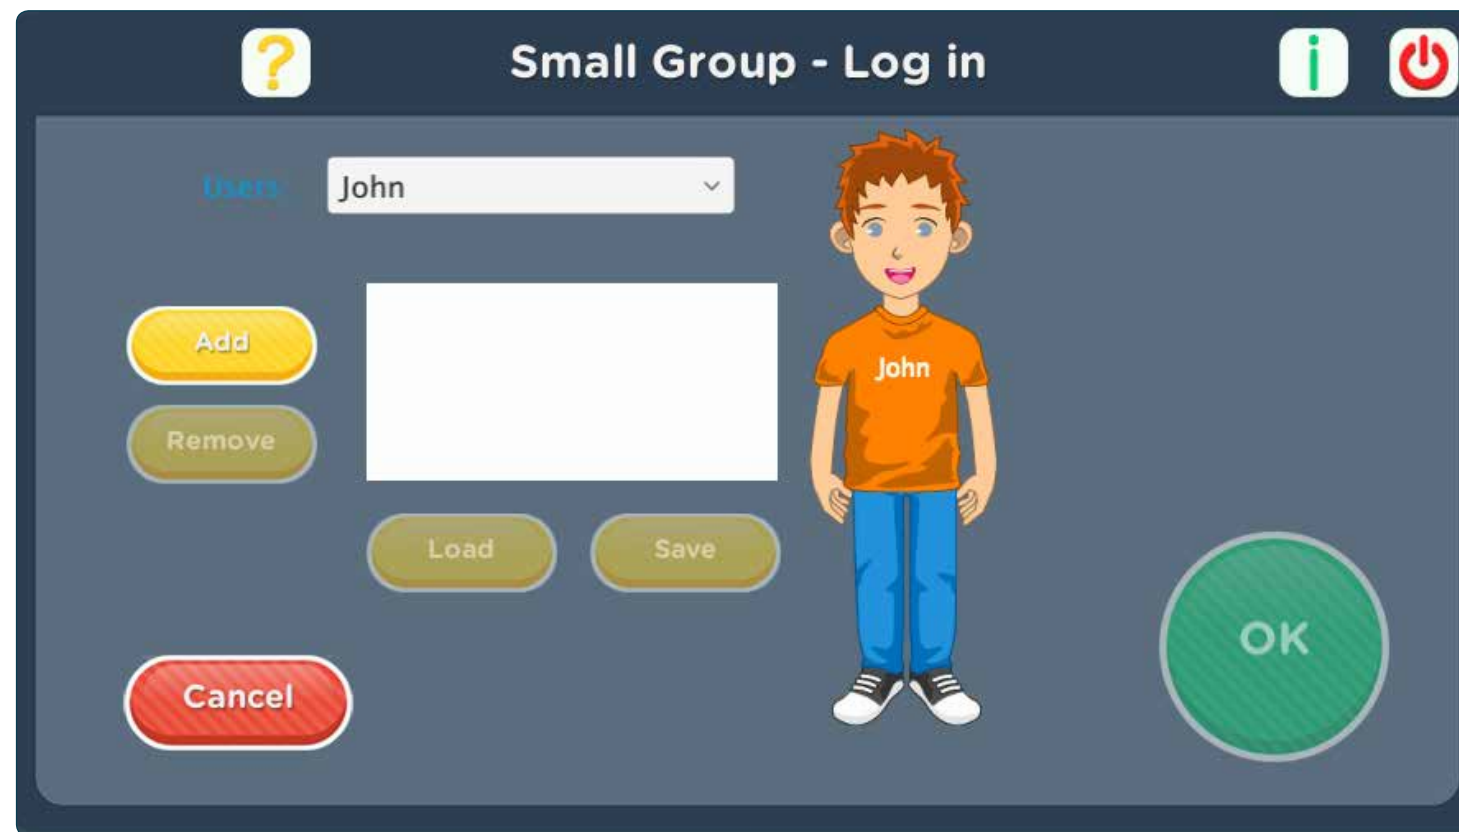 ?
Small Group - Log in
i
Users:
John
Add
John
Remove
Load
Save
OK
Cancel